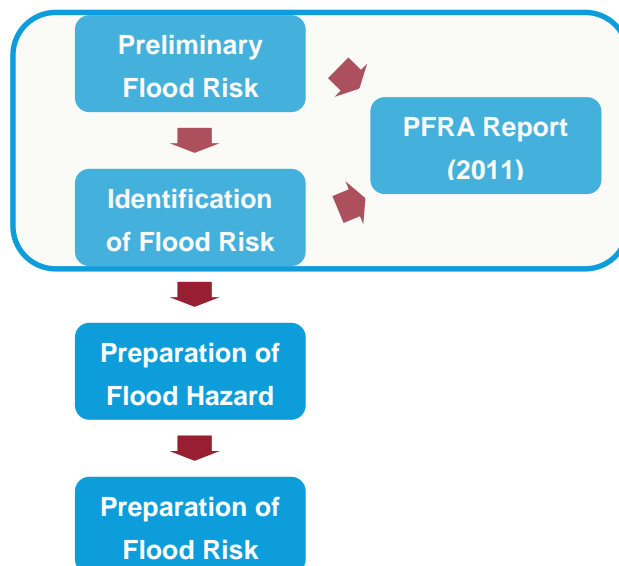 Preliminary
Flood Risk
PFRA Report
(2011)
Identification
of Flood Risk
Preparation of
Flood Hazard
Preparation of
Flood Risk